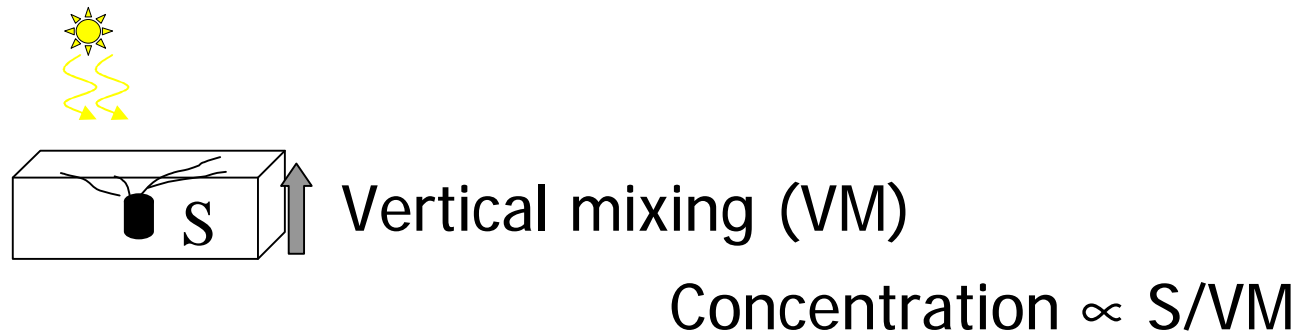 S
Vertical mixing (VM)
Concentration ∝ S/VM